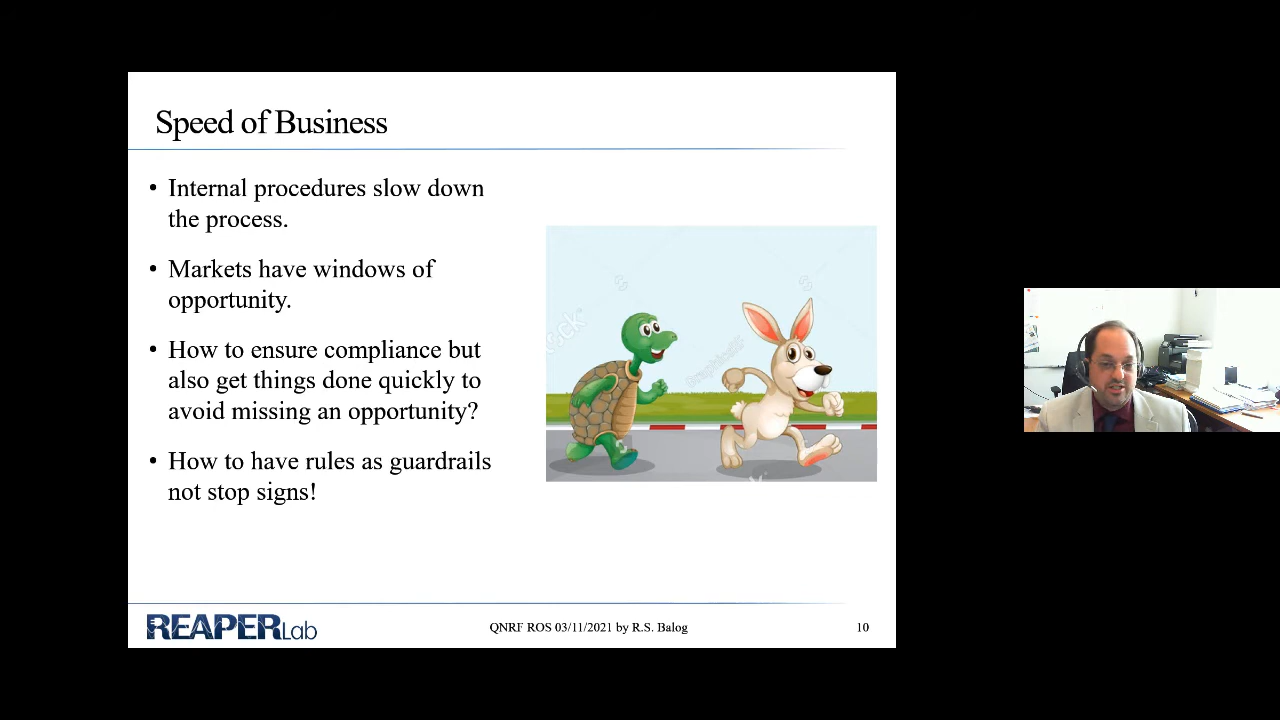 Speed of Business
• Internal procedures slow down
the process.
• Markets have windows of
opportunity.
• How to ensure compliance but
also get things done quickly to
avoid missing an opportunity?
• How to have rules as guardrails
not stop signs!
REAPER Lab
QNRF ROS 03/11/2021 by R.S. Balog
10